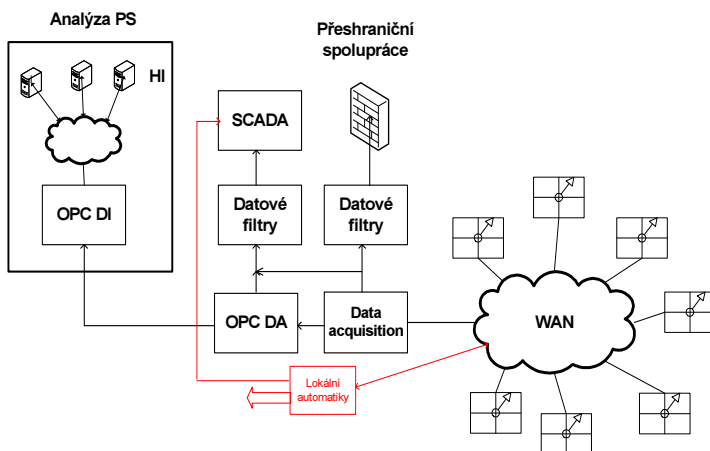 Analýza PS
HI
OPC DI
Přeshraniční
spolupráce
SCADA
Datové
filtry
Datové
filtry
OPC DA
Data
acquisition
WAN
Lokální
automatiky